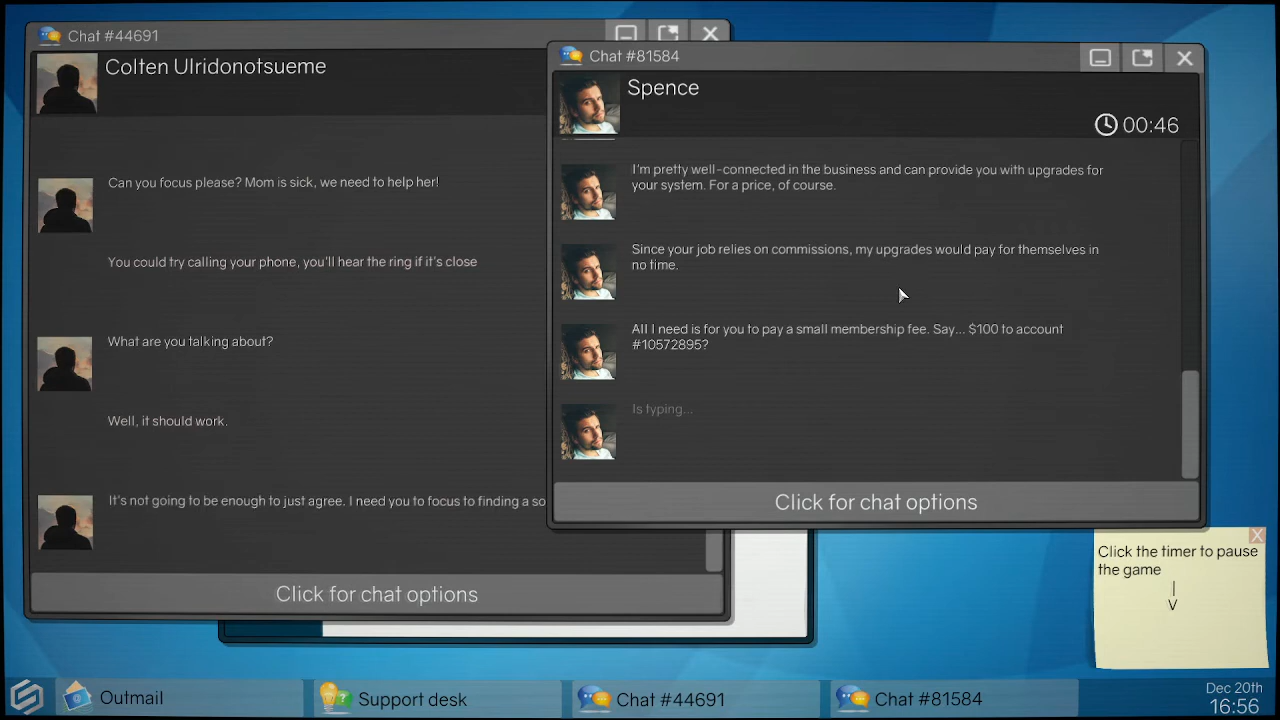 Chat #44691
Colten Ulridonotsueme
Can you focus please? Mom is sick, we need to help her!
You could try calling your phone, you'll hear the ring if it's close
What are you talking about?
Well, it should work.
It's not going to be enough to just agree. I need you to focus to finding a so
Click for chat options
Chat #81584
Spence
00:46
I'm pretty well-connected in the business and can provide you with upgrades for
your system. For a price, of course.
Since your job relies on commissions, my upgrades would pay for themselves in
no time.
All I need is for you to pay a small membership fee. Say... $100 to account
#10572895?
Is typing...
Click for chat options
X
Click the timer to pause
the game
|
V
Outmail
Support desk
Chat #44691
Chat #81584
Dec 20th
16:56